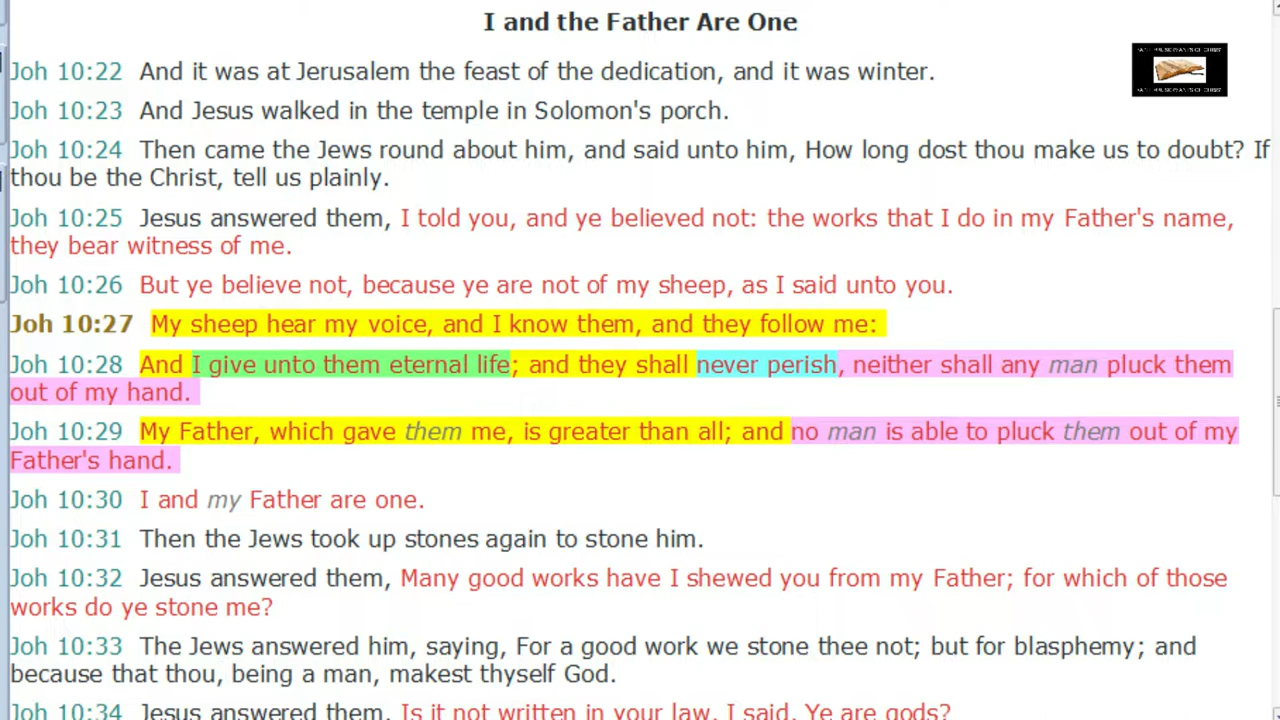 I and the Father Are One
Joh 10:22 And it was at Jerusalem the feast of the dedication, and it was winter.
Joh 10:23 And Jesus walked in the temple in Solomon's porch.
Joh 10:24 Then came the Jews round about him, and said unto him, How long dost thou make us to doubt? If
thou be the Christ, tell us plainly.
Joh 10:25 Jesus answered them, I told you, and ye believed not: the works that I do in my Father's name,
they bear witness of me.
Joh 10:26 But ye believe not, because ye are not of my sheep, as I said unto you.
Joh 10:27 My sheep hear my voice, and I know them, and they follow me:
Joh 10:28 And I give unto them eternal life; and they shall never perish, neither shall any man pluck them
out of my hand.
Joh 10:29 My Father, which gave them me, is greater than all; and no man is able to pluck them out of my
Father's hand.
Joh 10:30 I and my Father are one.
Joh 10:31 Then the Jews took up stones again to stone him.
Joh 10:32 Jesus answered them, Many good works have I shewed you from my Father; for which of those
works do ye stone me?
Joh 10:33 The Jews answered him, saying, For a good work we stone thee not; but for blasphemy; and
because that thou, being a man, makest thyself God.
Joh 10:34 Jesus answered them, Is it not written in your law, I said, Ye are gods?